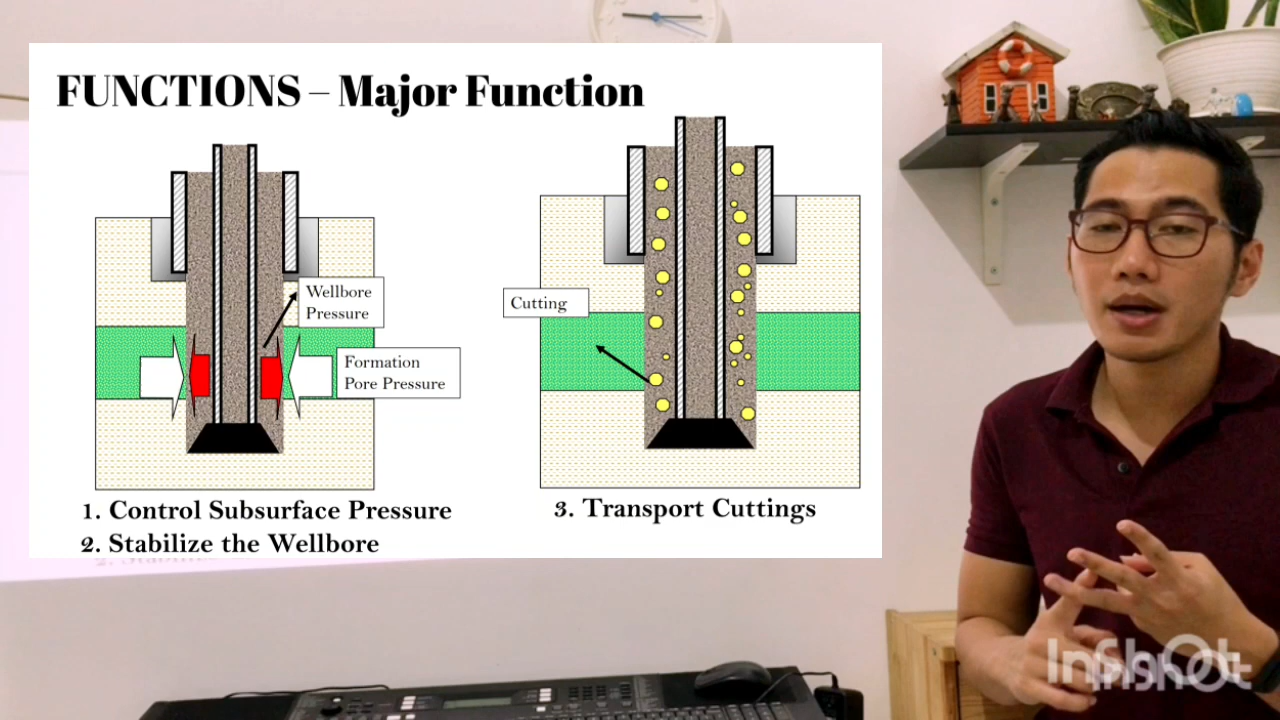 FUNCTIONS – Major Function
Wellbore
Pressure
Formation
Pore Pressure
Cutting
1. Control Subsurface Pressure
2. Stabilize the Wellbore
3. Transport Cuttings
InShOt